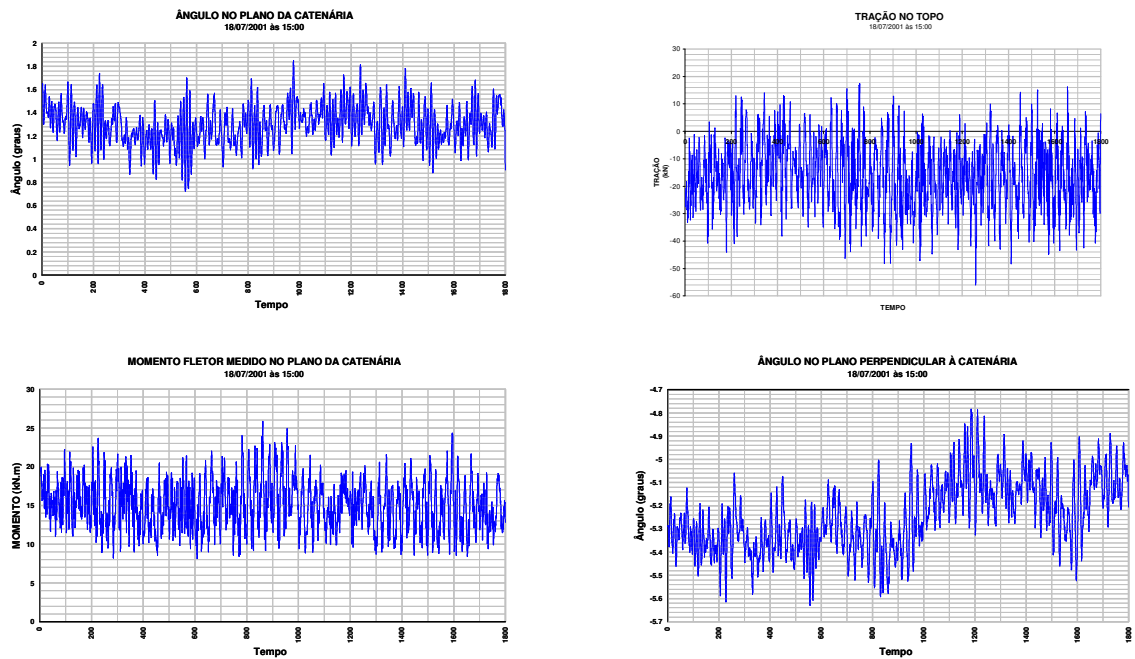 ÂNGULO NO PLANO DA CATENÁRIA
18/07/2001 às 15:00
Ângulo (graus)
2
1.8
1.6
1.4
1.2
1
0.8
0.6
0.4
0.2
0
0 200 400 600 800 1000 1200 1400 1600 1800
Tempo
TRAÇÃO NO TOPO
18/07/2001 às 15:00
TRAÇÃO
(kN)
30
20
10
0
-10
-20
-30
-40
-50
-60
0 200 400 600 800 1000 1200 1400 1600 1800
TEMPO
MOMENTO FLETOR MEDIDO NO PLANO DA CATENÁRIA
18/07/2001 às 15:00
MOMENTO (kN.m)
30
25
20
15
10
5
0
0 200 400 600 800 1000 1200 1400 1600 1800
Tempo
ÂNGULO NO PLANO PERPENDICULAR À CATENÁRIA
18/07/2001 às 15:00
Ângulo (graus)
-4.7
-4.8
-4.9
-5
-5.1
-5.2
-5.3
-5.4
-5.5
-5.6
-5.7
0 200 400 600 800 1000 1200 1400 1600 1800
Tempo